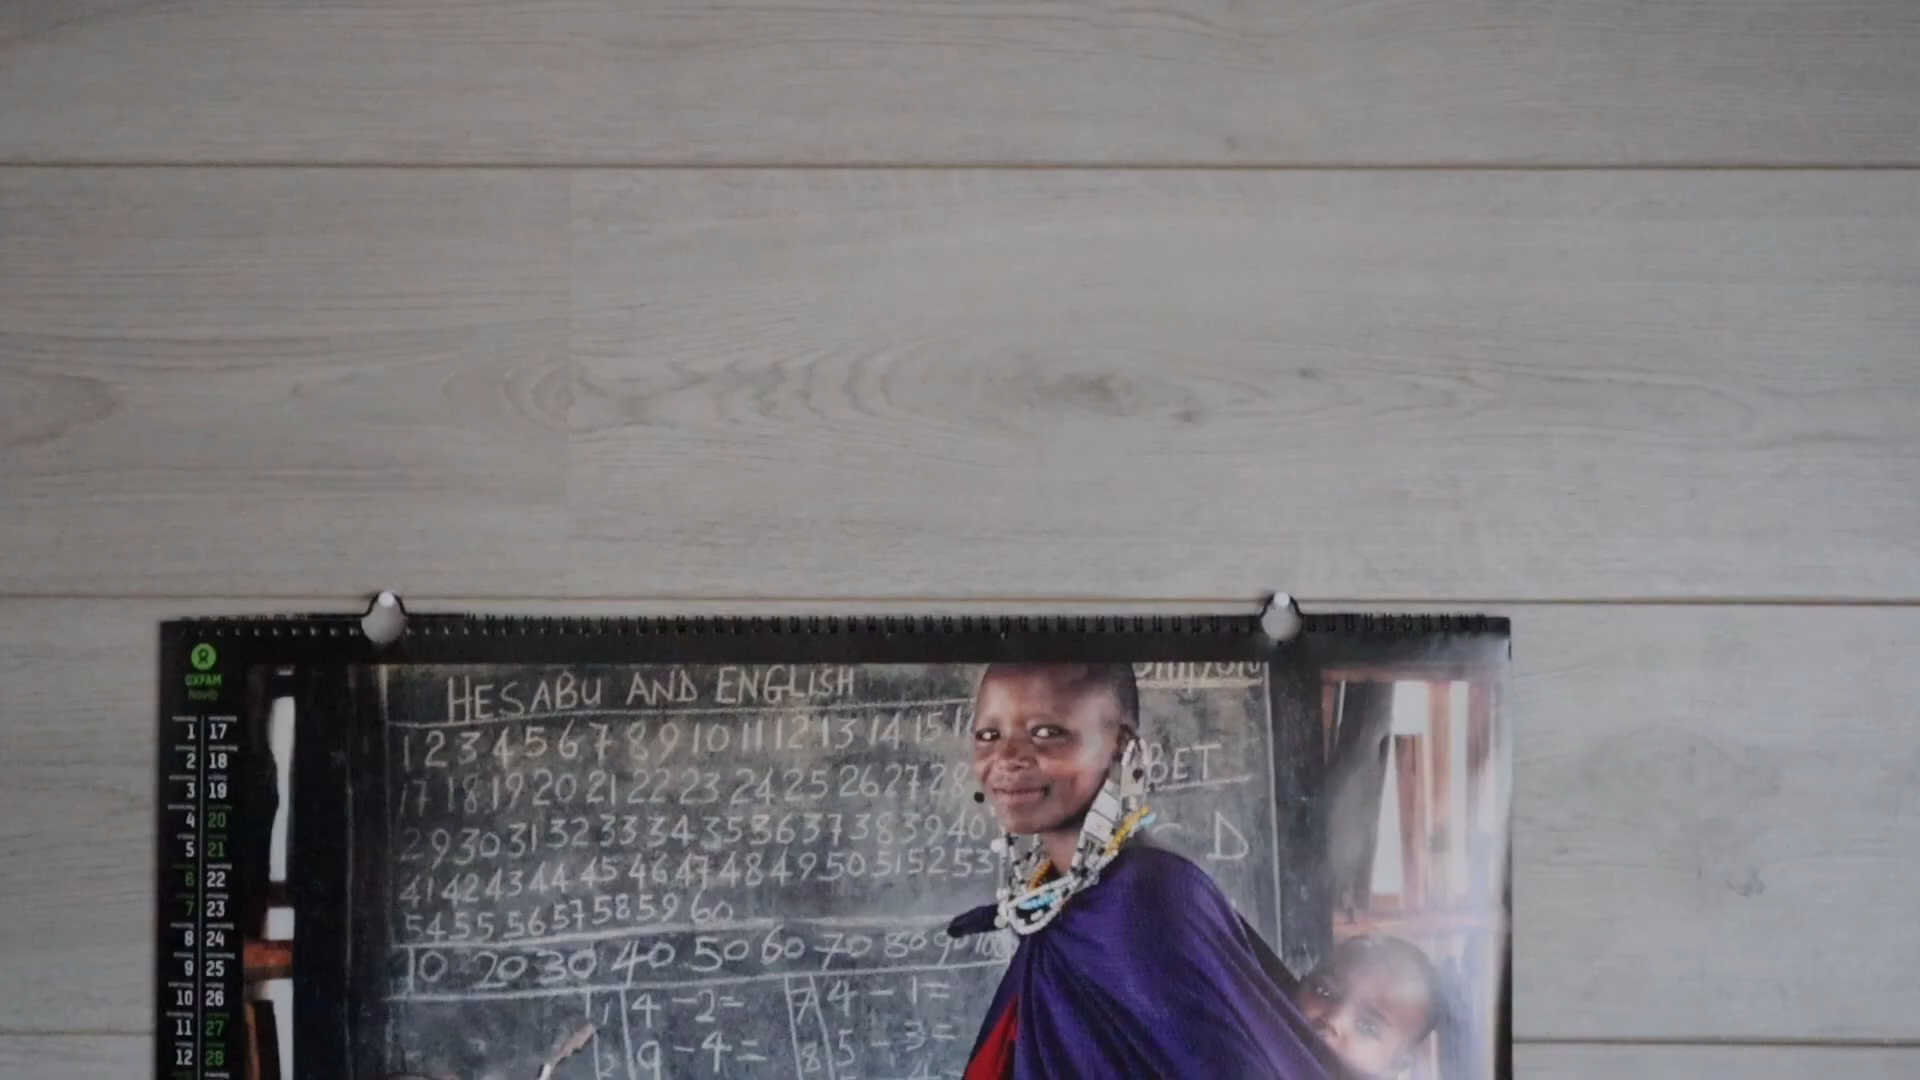 OXFAM
Novib
1 17
2 18
3 19
4 20
5 21
6 22
7 23
8 24
9 25
10 26
11 27
12 28
HESABU AND ENGLISH
1 2 3 4 5 6 7 8 9 10 11 12 13 14 15
17 18 19 20 21 22 23 24 25 26 27 28
29 30 31 32 33 34 35 36 37 38 39 40
41 42 43 44 45 46 47 48 49 50 51 52 53
54 55 56 57 58 59 60
10 20 30 40 50 60 70 80 90 100
1 4 - 2 = 7 4 - 1 =
2 9 - 4 = 8 5 - 3 =
BET
C D